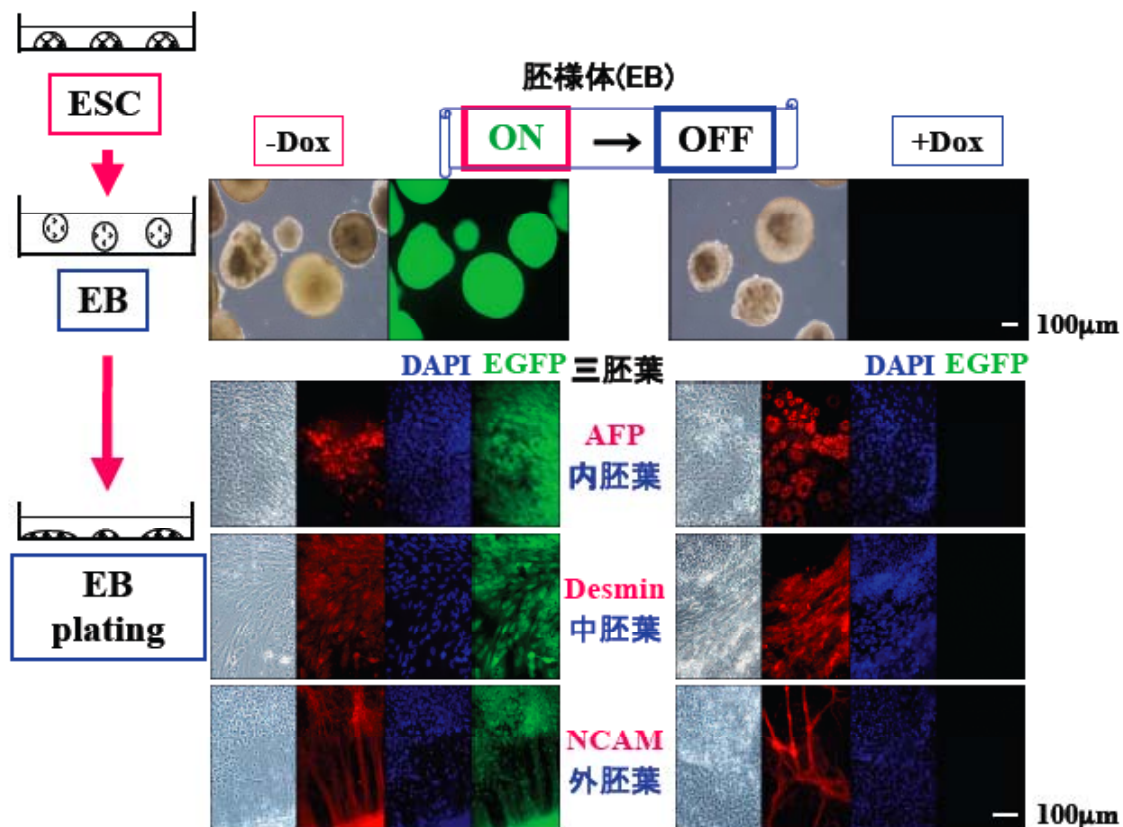 ESC
EB
EB
plating
胚様体(EB)
-Dox
ON → OFF
+Dox
100μm
DAPI EGFP
三胚葉
DAPI EGFP
AFP
内胚葉
Desmin
中胚葉
NCAM
外胚葉
100μm